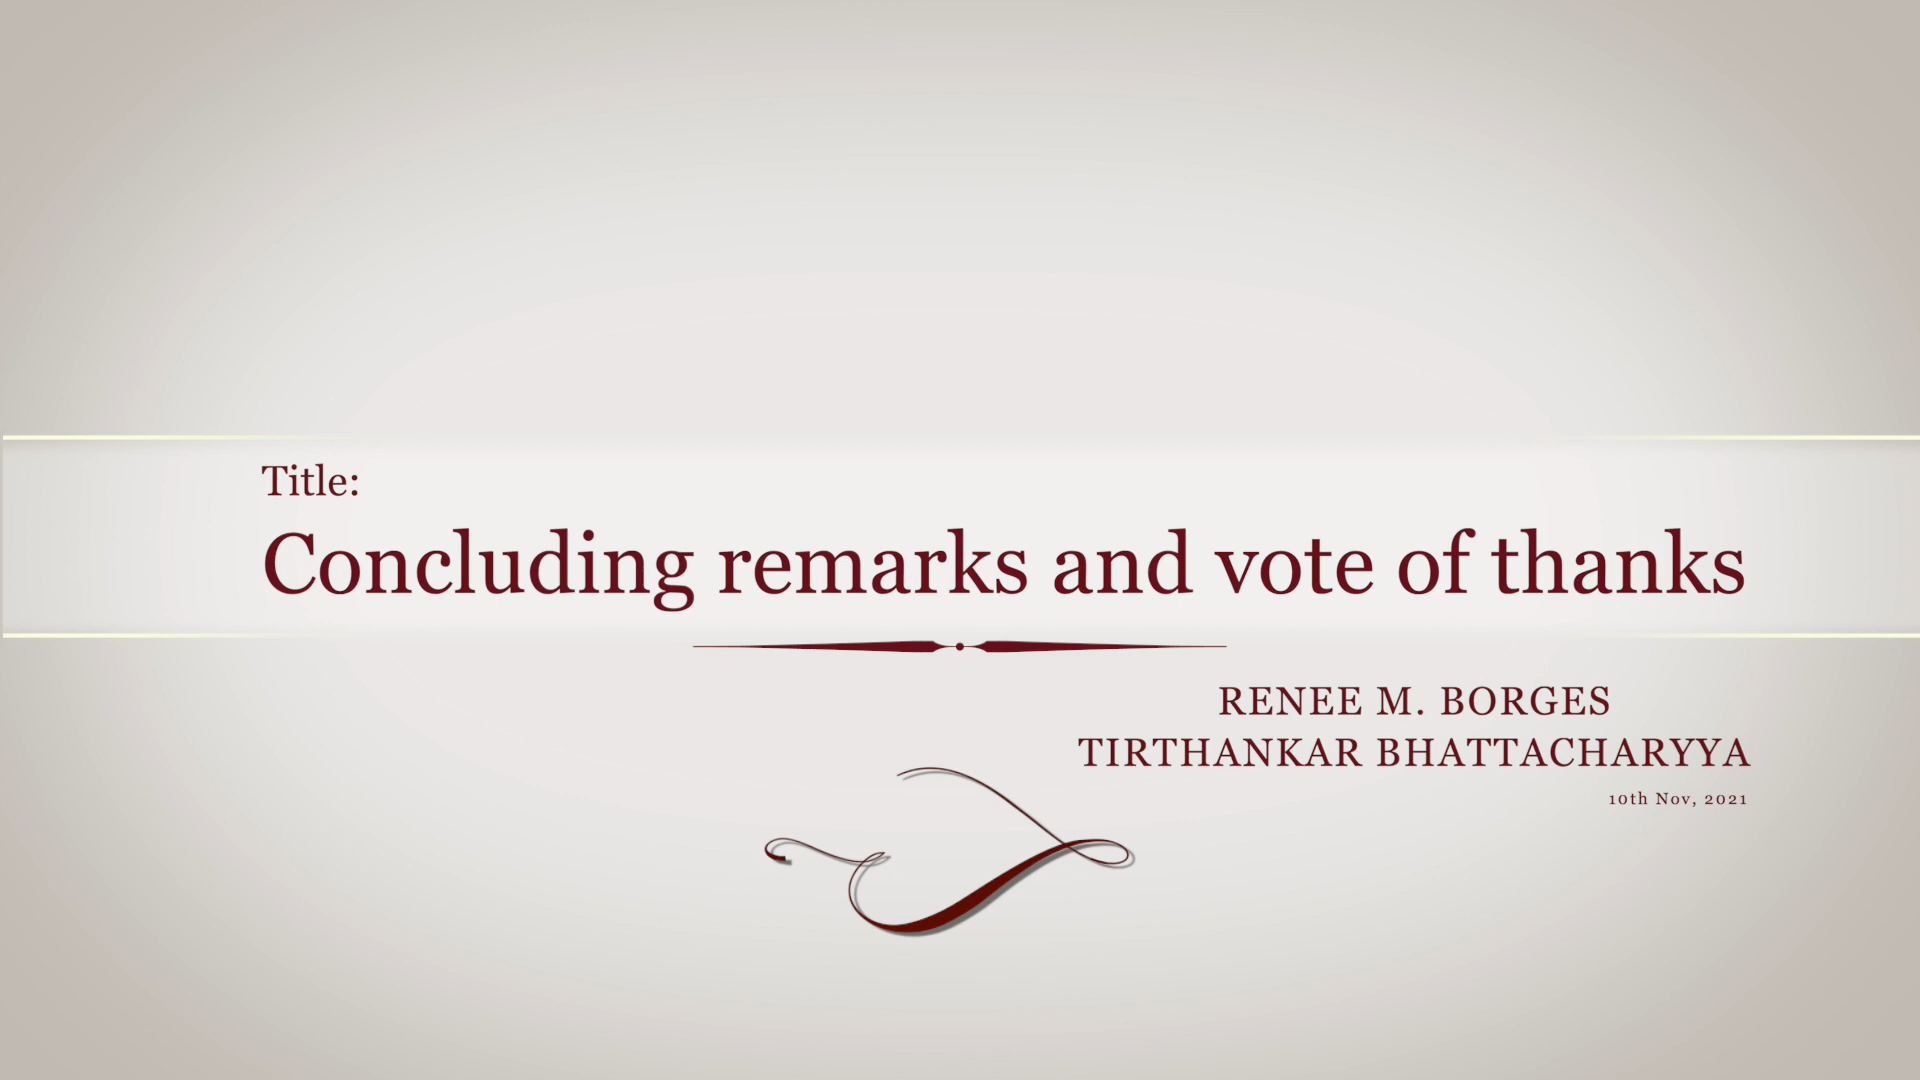 Title:
Concluding remarks and vote of thanks
RENEE M. BORGES
TIRTHANKAR BHATTACHARYYA
10th Nov, 2021